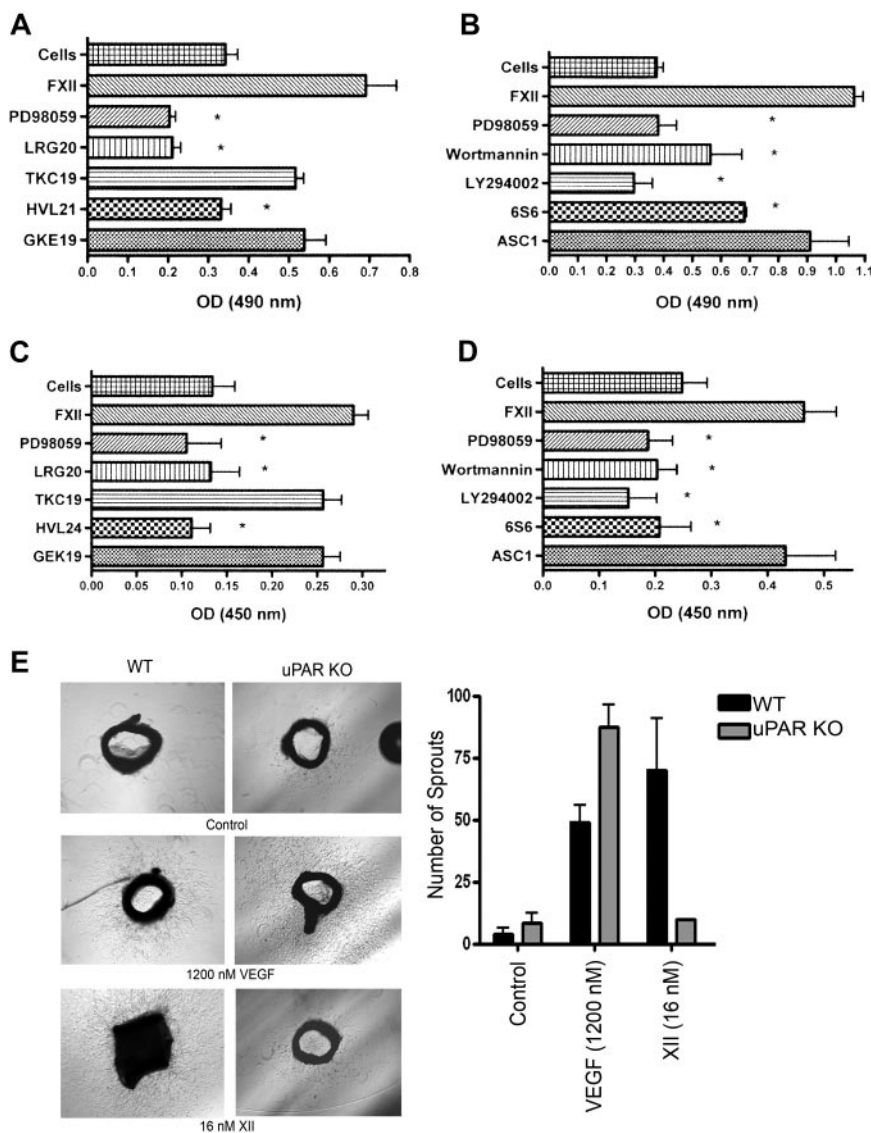 A
Cells
FXII
PD98059
*
LRG20
*
TKC19
HVL21
*
GKE19
0.0 0.1 0.2 0.3 0.4 0.5 0.6 0.7 0.8
OD (490 nm)
B
Cells
FXII
PD98059
*
Wortmannin
*
LY294002
*
6S6
*
ASC1
0.0 0.1 0.2 0.3 0.4 0.5 0.6 0.7 0.8 0.9 1.0 1.1
OD (490 nm)
C
Cells
FXII
PD98059
*
LRG20
*
TKC19
HVL24
*
GEK19
0.00 0.05 0.10 0.15 0.20 0.25 0.30
OD (450 nm)
D
Cells
FXII
PD98059
*
Wortmannin
*
LY294002
*
6S6
*
ASC1
0.0 0.1 0.2 0.3 0.4 0.5
OD (450 nm)
E
WT
uPAR KO
Control
1200 nM VEGF
16 nM XII
Number of Sprouts
100
75
50
25
0
Control
VEGF (1200 nM)
XII (16 nM)
WT
uPAR KO